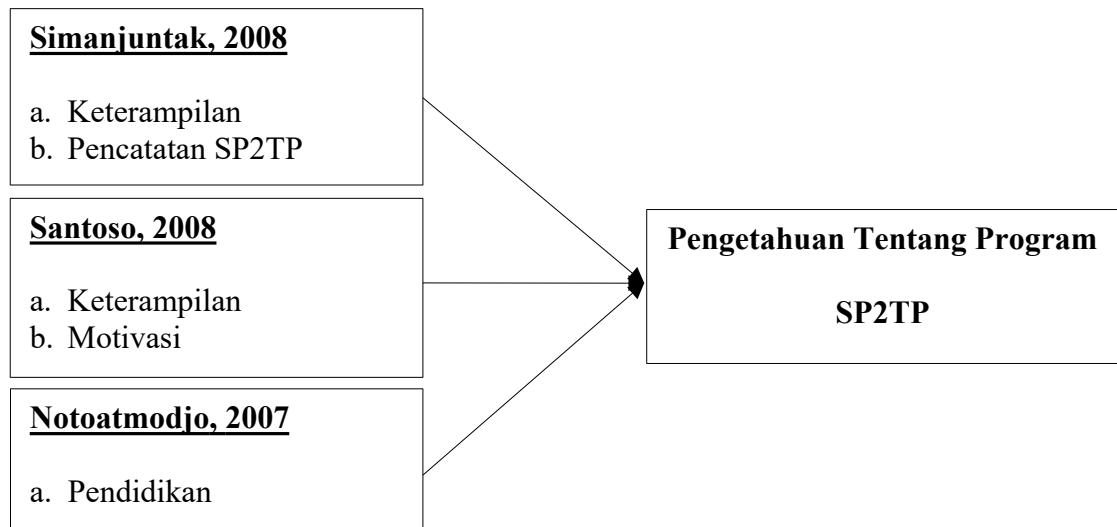 Simanjuntak, 2008
a. Keterampilan
b. Pencatatan SP2TP
Santoso, 2008
a. Keterampilan
b. Motivasi
Notoatmodjo, 2007
a. Pendidikan
Pengetahuan Tentang Program
SP2TP